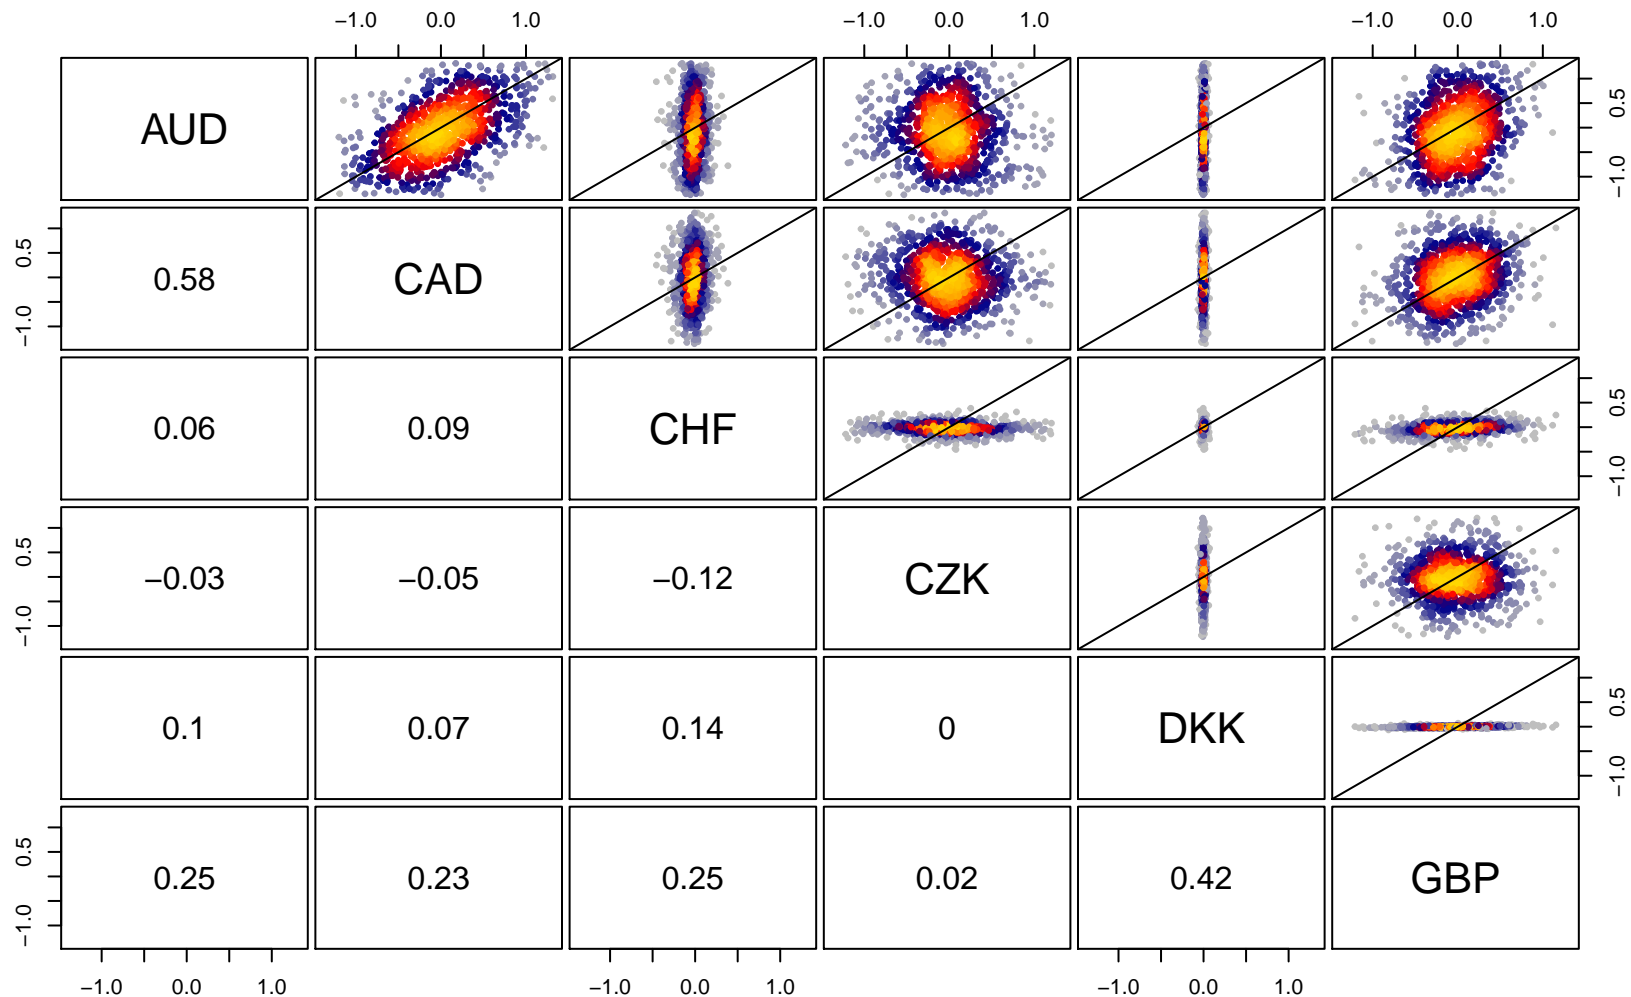 −1.0 0.0 1.0 −1.0 0.0 1.0 −1.0 0.0 1.0
AUD 0.5 −1.0
0.5 −1.0 0.58 CAD
0.06 0.09 CHF 0.5 −1.0
0.5 −1.0 −0.03 −0.05 −0.12 CZK
0.1 0.07 0.14 0 DKK 0.5 −1.0
0.5 −1.0 0.25 0.23 0.25 0.02 0.42 GBP
−1.0 0.0 1.0 −1.0 0.0 1.0 −1.0 0.0 1.0